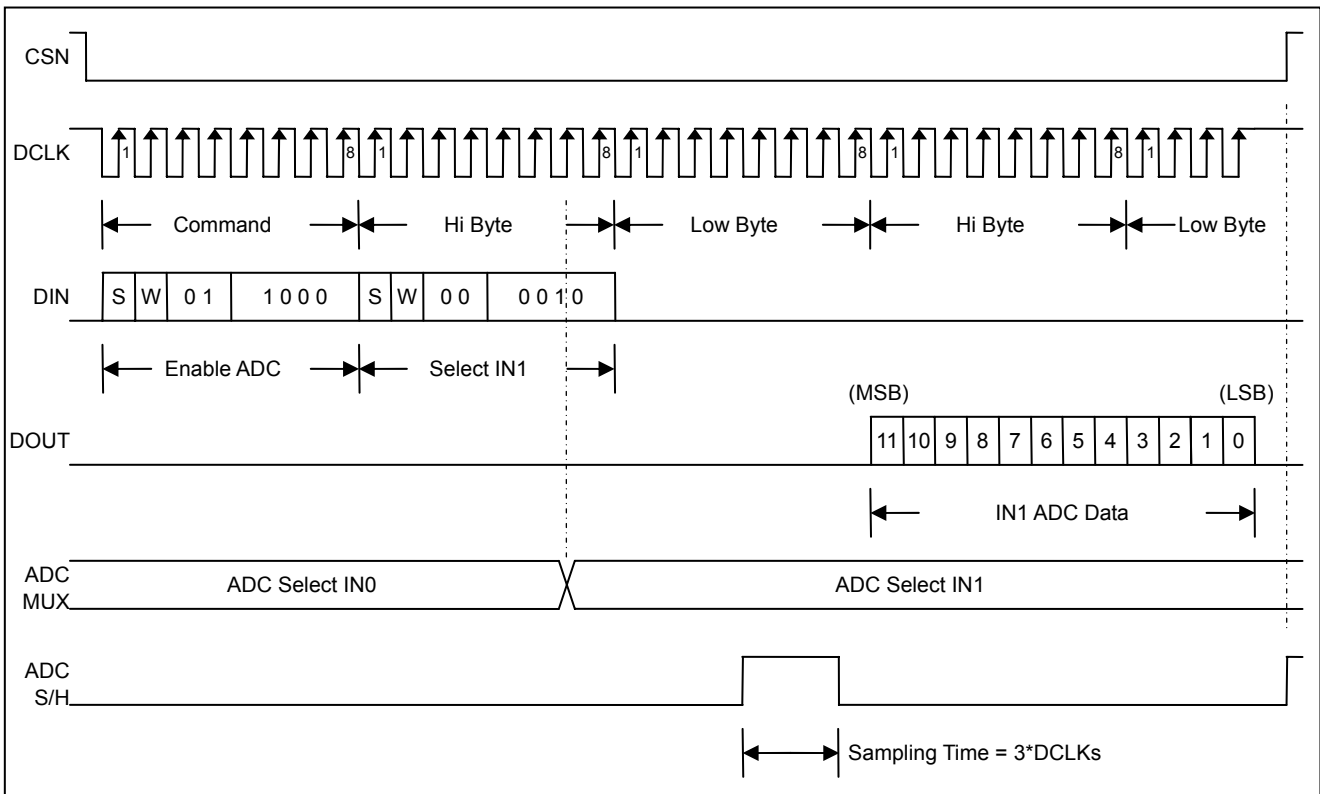 CSN
DCLK 1 8 1 8 1 8 1 8 1
Command Hi Byte Low Byte Hi Byte Low Byte
DIN S W 0 1 1 0 0 0 S W 0 0 0 0 1 0
Enable ADC Select IN1
(MSB) (LSB)
DOUT 11 10 9 8 7 6 5 4 3 2 1 0
IN1 ADC Data
ADC MUX ADC Select IN0 ADC Select IN1
ADC S/H
Sampling Time = 3*DCLKs